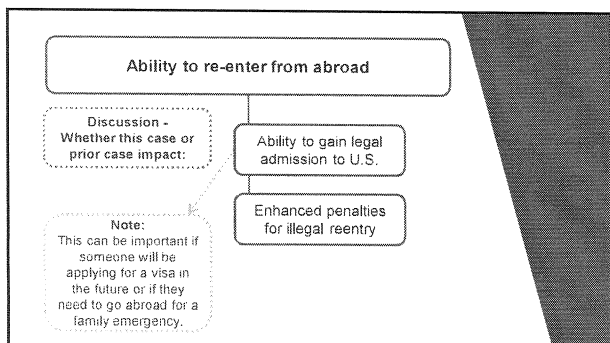 Ability to re-enter from abroad
Discussion -
Whether this case or
prior case impact:
Ability to gain legal
admission to U.S.
Enhanced penalties
for illegal reentry
Note:
This can be important if
someone will be
applying for a visa in
the future or if they
need to go abroad for a
family emergency.